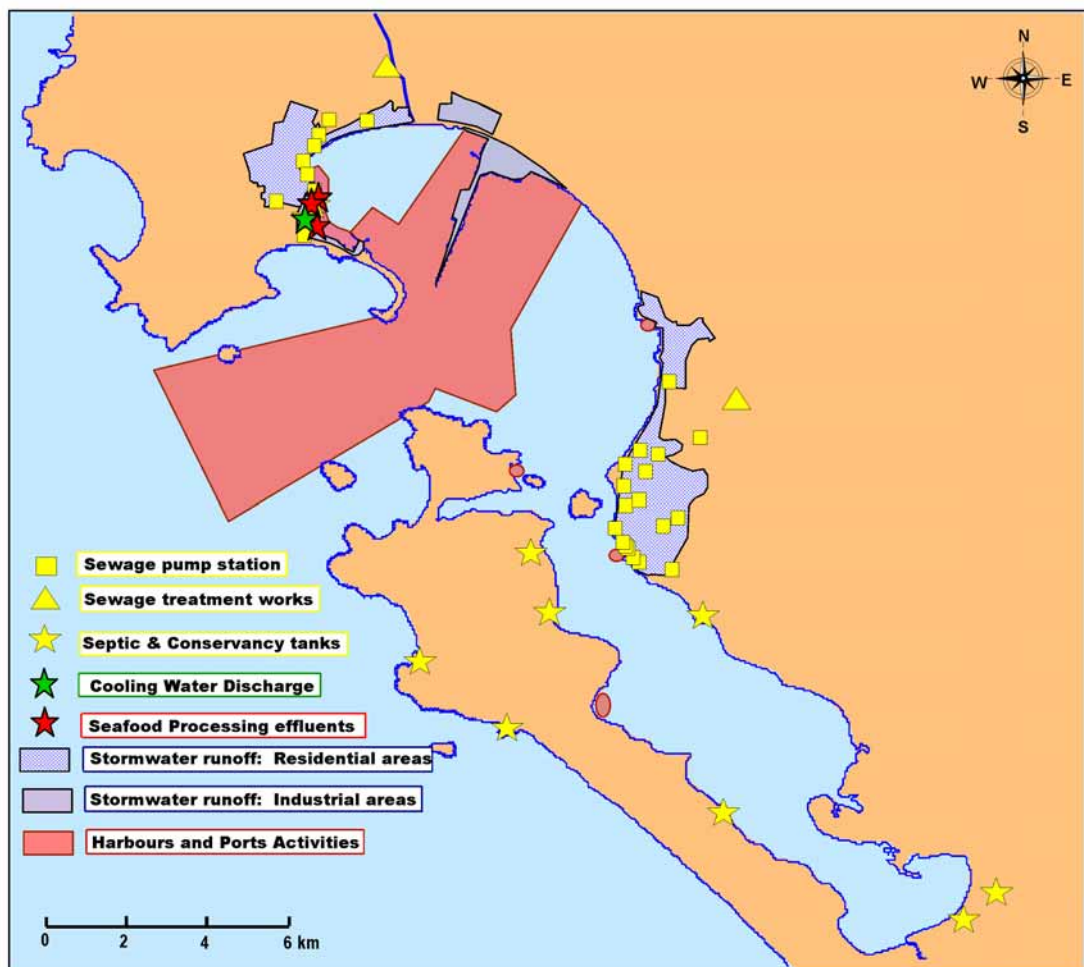 N
W E
S
Sewage pump station
Sewage treatment works
Septic & Conservancy tanks
Cooling Water Discharge
Seafood Processing effluents
Stormwater runoff: Residential areas
Stormwater runoff: Industrial areas
Harbours and Ports Activities
0 2 4 6 km